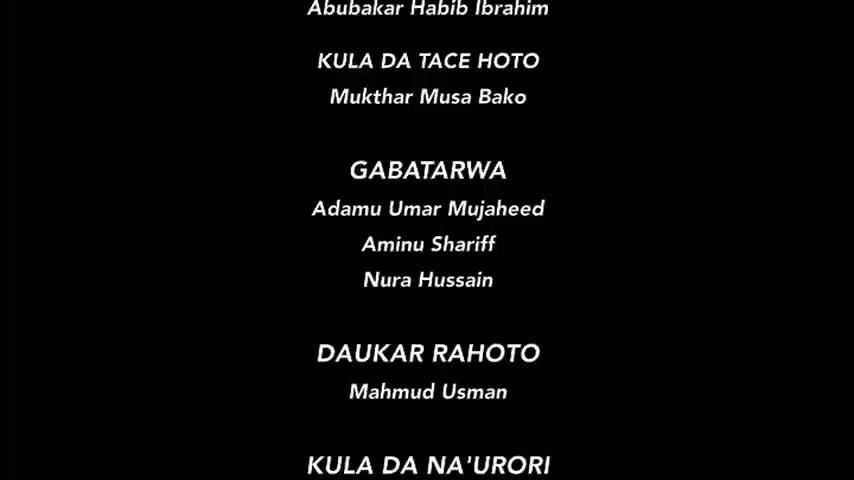 Abubakar Habib Ibrahim
KULA DA TACE HOTO
Mukthar Musa Bako
GABATARWA
Adamu Umar Mujaheed
Aminu Shariff
Nura Hussain
DAUKAR RAHOTO
Mahmud Usman
KULA DA NA'URORI